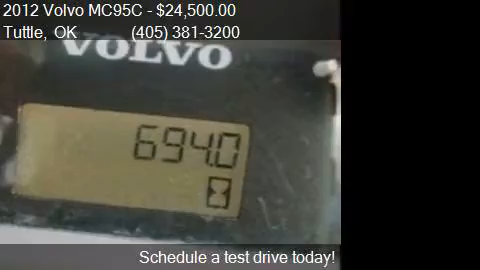 2012 Volvo MC95C - $24,500.00
Tuttle, OK (405) 381-3200
VOLVO
694.0
Schedule a test drive today!